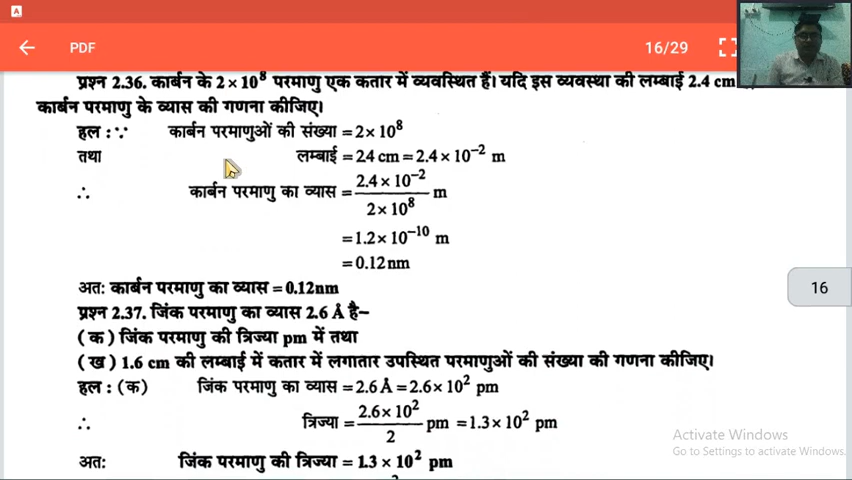 A
PDF
16/29
प्रश्न 2.36. कार्बन के 2 × 10⁸ परमाणु एक कतार में व्यवस्थित हैं। यदि इस व्यवस्था की लम्बाई 2.4 cm
कार्बन परमाणु के व्यास की गणना कीजिए।
हल : ∵ कार्बन परमाणुओं की संख्या = 2× 10⁸
तथा लम्बाई = 24 cm = 2.4 × 10⁻² m
∴ कार्बन परमाणु का व्यास = 2.4 × 10⁻² / 2 × 10⁸ m
= 1.2 × 10⁻¹⁰ m
= 0.12nm
अतः कार्बन परमाणु का व्यास = 0.12nm
16
प्रश्न 2.37. जिंक परमाणु का व्यास 2.6 Å है–
(क) जिंक परमाणु की त्रिज्या pm में तथा
(ख) 1.6 cm की लम्बाई में कतार में लगातार उपस्थित परमाणुओं की संख्या की गणना कीजिए।
हल : (क) जिंक परमाणु का व्यास = 2.6 Å = 2.6 × 10² pm
∴ त्रिज्या = 2.6 × 10² / 2 pm = 1.3 × 10² pm
अतः जिंक परमाणु की त्रिज्या = 1.3 × 10² pm
Activate Windows
Go to Settings to activate Windows.